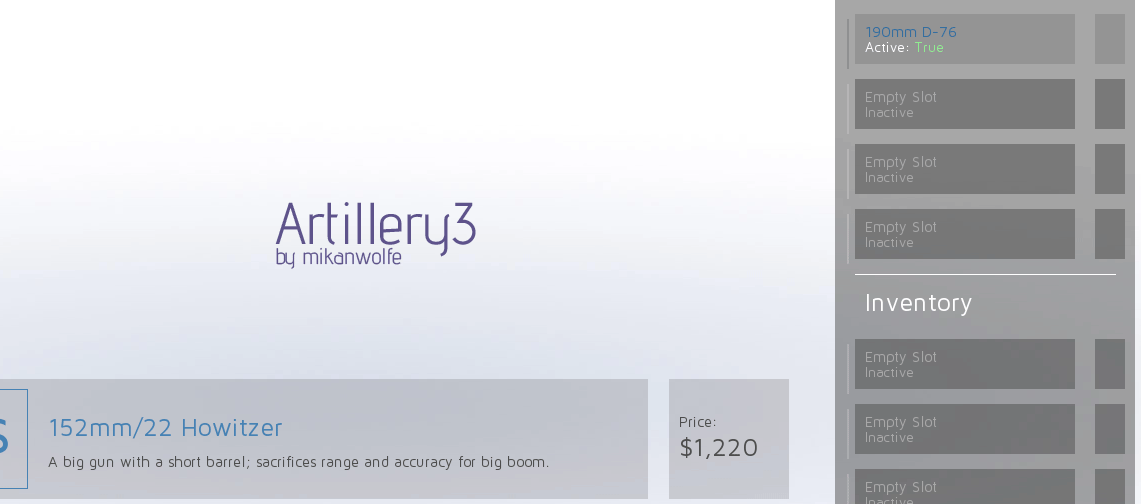 Artillery3
by mikanwolfe
S
152mm/22 Howitzer
A big gun with a short barrel; sacrifices range and accuracy for big boom.
Price:
$1,220
190mm D-76
Active: True
Empty Slot
Inactive
Empty Slot
Inactive
Empty Slot
Inactive
Inventory
Empty Slot
Inactive
Empty Slot
Inactive
Empty Slot
Inactive